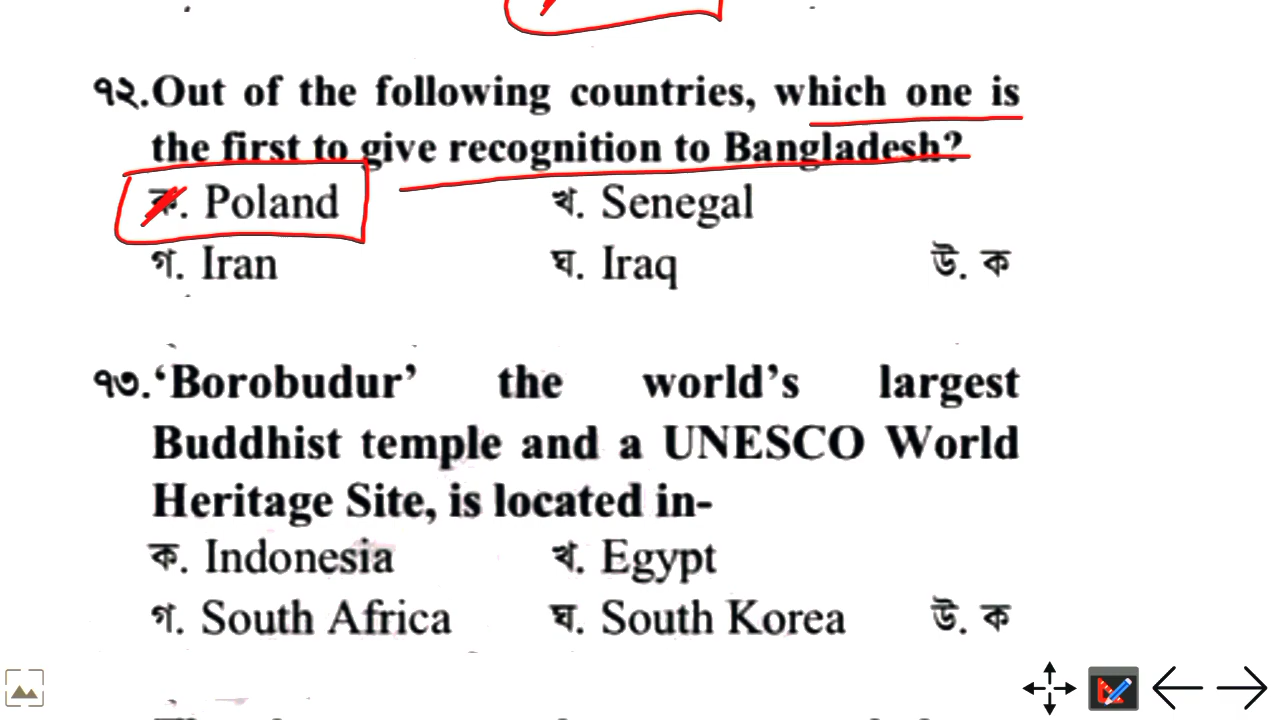 ৭২.Out of the following countries, which one is
the first to give recognition to Bangladesh?
ক. Poland খ. Senegal
গ. Iran ঘ. Iraq উ. ক
৭৩.‘Borobudur’ the world’s largest
Buddhist temple and a UNESCO World
Heritage Site, is located in-
ক. Indonesia খ. Egypt
গ. South Africa ঘ. South Korea উ. ক